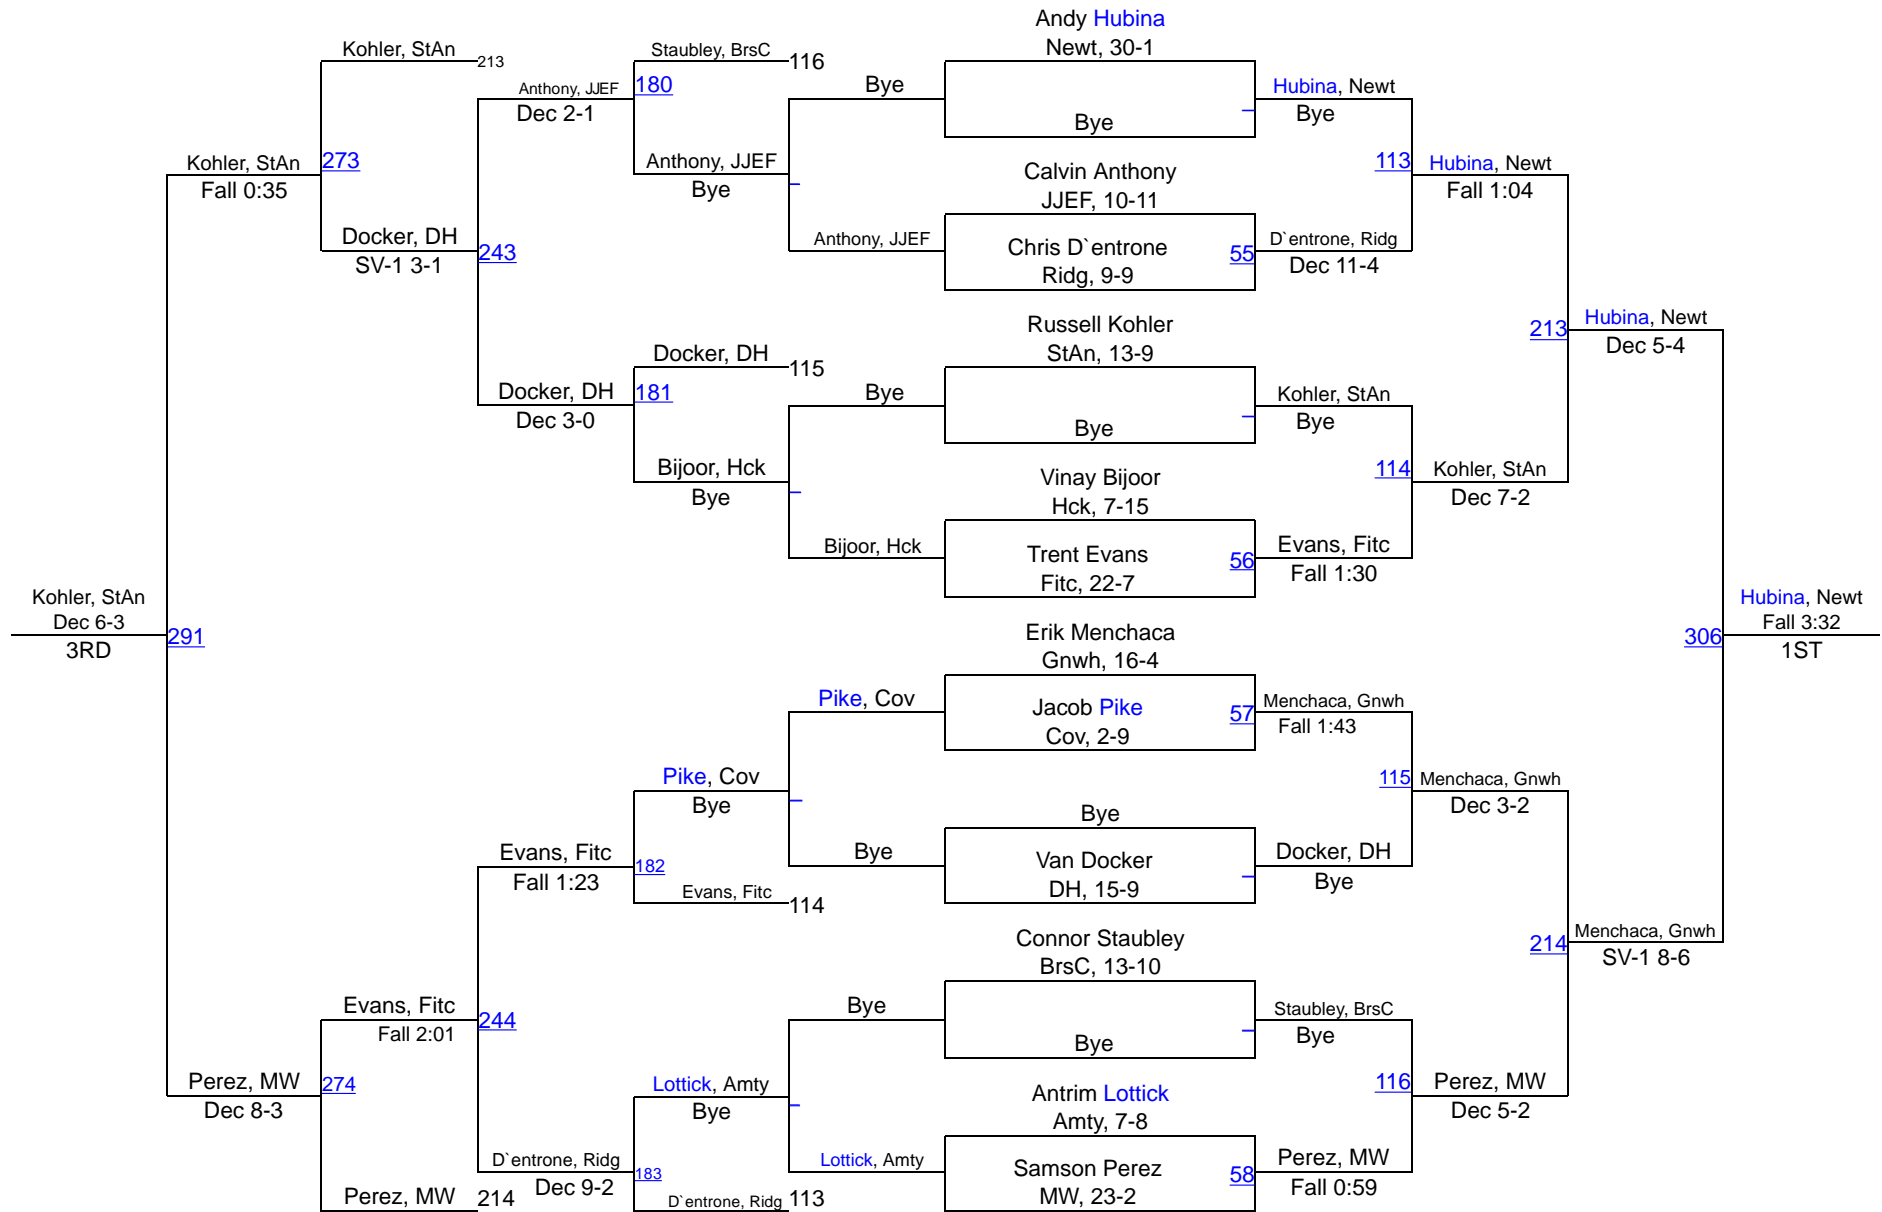 Andy Hubina
Newt, 30-1
Bye
Calvin Anthony
JJEF, 10-11
Chris D`entrone
Ridg, 9-9
55
Russell Kohler
StAn, 13-9
Bye
Vinay Bijoor
Hck, 7-15
Trent Evans
Fitc, 22-7
56
Erik Menchaca
Gnwh, 16-4
Jacob Pike
Cov, 2-9
57
Bye
Van Docker
DH, 15-9
Connor Staubley
BrsC, 13-10
Bye
Antrim Lottick
Amty, 7-8
Samson Perez
MW, 23-2
58
Hubina, Newt
Bye
113
D`entrone, Ridg
Dec 11-4
Kohler, StAn
Bye
114
Evans, Fitc
Fall 1:30
Menchaca, Gnwh
Fall 1:43
115
Docker, DH
Bye
Staubley, BrsC
Bye
116
Perez, MW
Fall 0:59
Hubina, Newt
Fall 1:04
213
Kohler, StAn
Dec 7-2
Menchaca, Gnwh
Dec 3-2
214
Perez, MW
Dec 5-2
Hubina, Newt
Dec 5-4
306
Menchaca, Gnwh
SV-1 8-6
Hubina, Newt
Fall 3:32
1ST
Bye
Anthony, JJEF
Bye
Bijoor, Hck
Pike, Cov
Bye
Bye
Lottick, Amty
Staubley, BrsC
116
180
Anthony, JJEF
Bye
Docker, DH
115
181
Bijoor, Hck
Bye
Pike, Cov
Bye
182
Evans, Fitc
114
Lottick, Amty
Bye
183
D`entrone, Ridg
113
Anthony, JJEF
Dec 2-1
243
Docker, DH
Dec 3-0
Evans, Fitc
Fall 1:23
244
D`entrone, Ridg
Dec 9-2
Kohler, StAn
213
273
Docker, DH
SV-1 3-1
Evans, Fitc
Fall 2:01
274
Perez, MW
214
Kohler, StAn
Fall 0:35
291
Perez, MW
Dec 8-3
Kohler, StAn
Dec 6-3
3RD